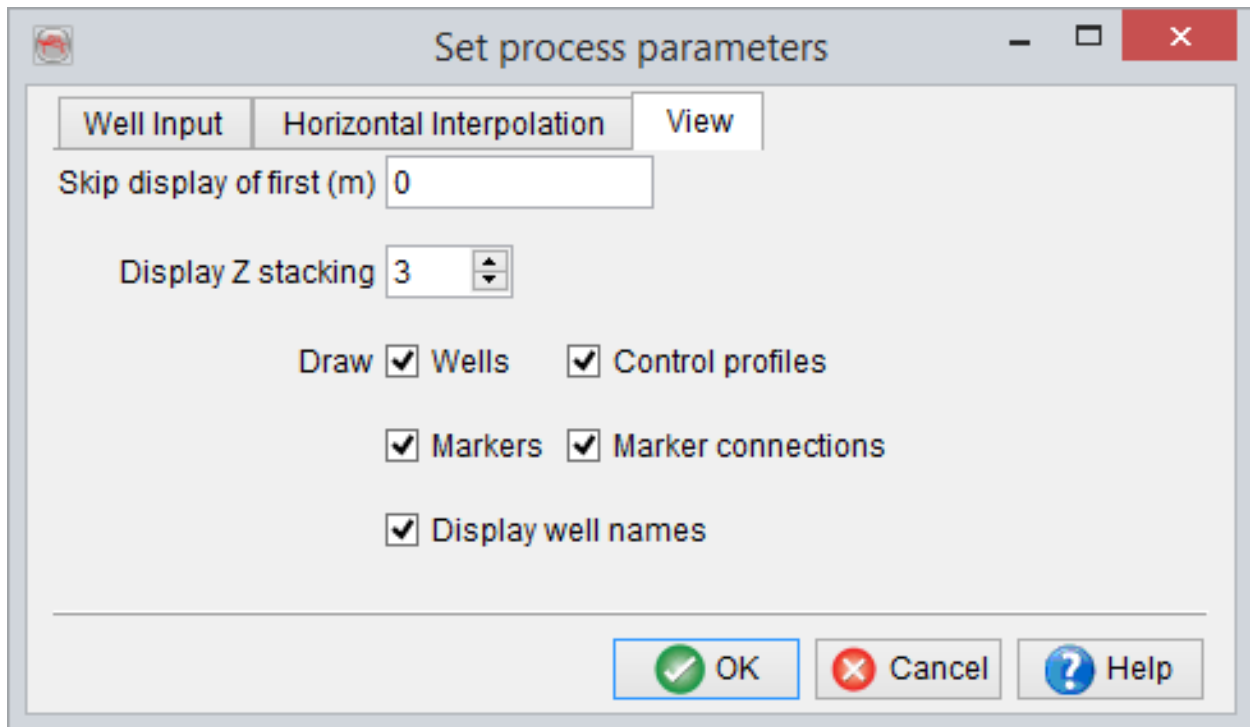 Set process parameters
Well Input Horizontal Interpolation View
Skip display of first (m) 0
Display Z stacking 3
Draw Wells Control profiles
Markers Marker connections
Display well names
OK Cancel Help